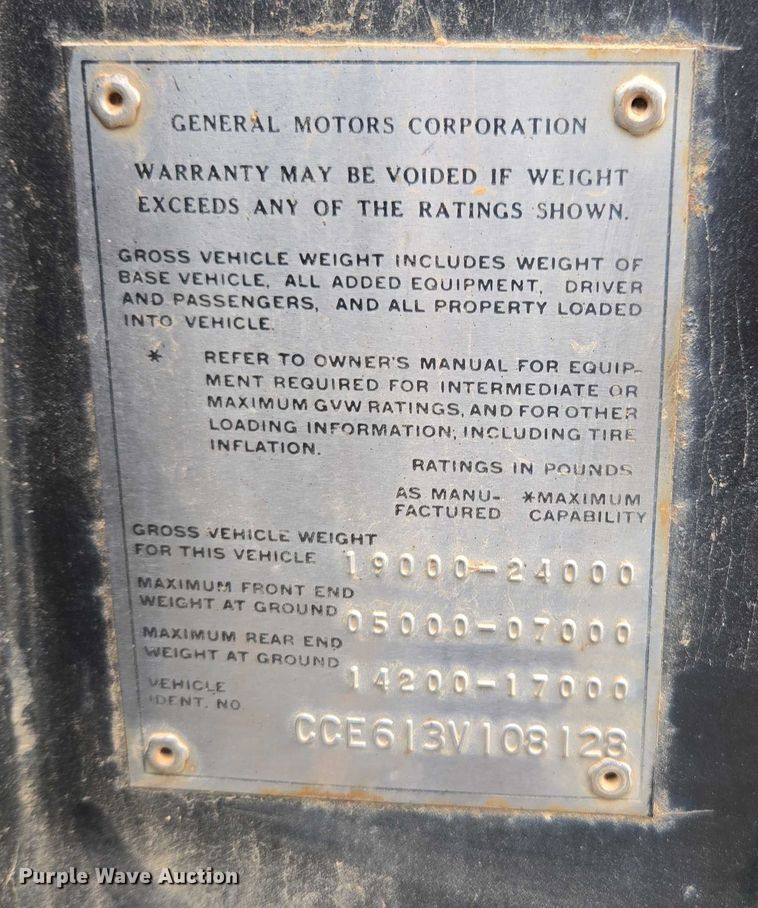 GENERAL MOTORS CORPORATION
WARRANTY MAY BE VOIDED IF WEIGHT
EXCEEDS ANY OF THE RATINGS SHOWN.
GROSS VEHICLE WEIGHT INCLUDES WEIGHT OF
BASE VEHICLE, ALL ADDED EQUIPMENT, DRIVER
AND PASSENGERS, AND ALL PROPERTY LOADED
INTO VEHICLE.
* REFER TO OWNER'S MANUAL FOR EQUIP-
MENT REQUIRED FOR INTERMEDIATE OR
MAXIMUM GVW RATINGS, AND FOR OTHER
LOADING INFORMATION, INCLUDING TIRE
INFLATION.
RATINGS IN POUNDS
AS MANU- *MAXIMUM
FACTURED CAPABILITY
GROSS VEHICLE WEIGHT
FOR THIS VEHICLE 19000-24000
MAXIMUM FRONT END
WEIGHT AT GROUND 05000-07000
MAXIMUM REAR END
WEIGHT AT GROUND 14200-17000
VEHICLE
IDENT. NO. CCE613V108128
Purple Wave Auction